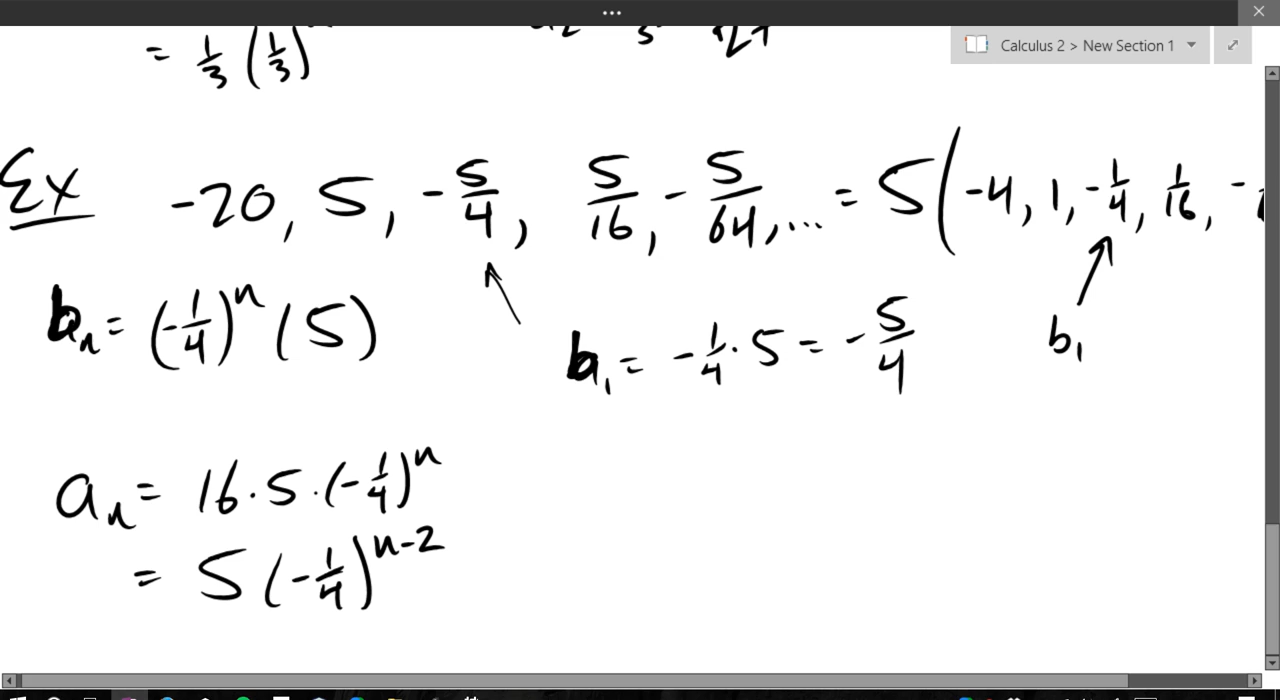 Calculus 2 > New Section 1
= 1/3 (1/3)
Ex -20, 5, -5/4, 5/16, -5/64, ... = 5(-4, 1, -1/4, 1/16, -
bₙ = (-1/4)ⁿ (5)
b₁ = -1/4 · 5 = -5/4
b₁
aₙ = 16 · 5 · (-1/4)ⁿ
= 5 (-1/4)ⁿ⁻²